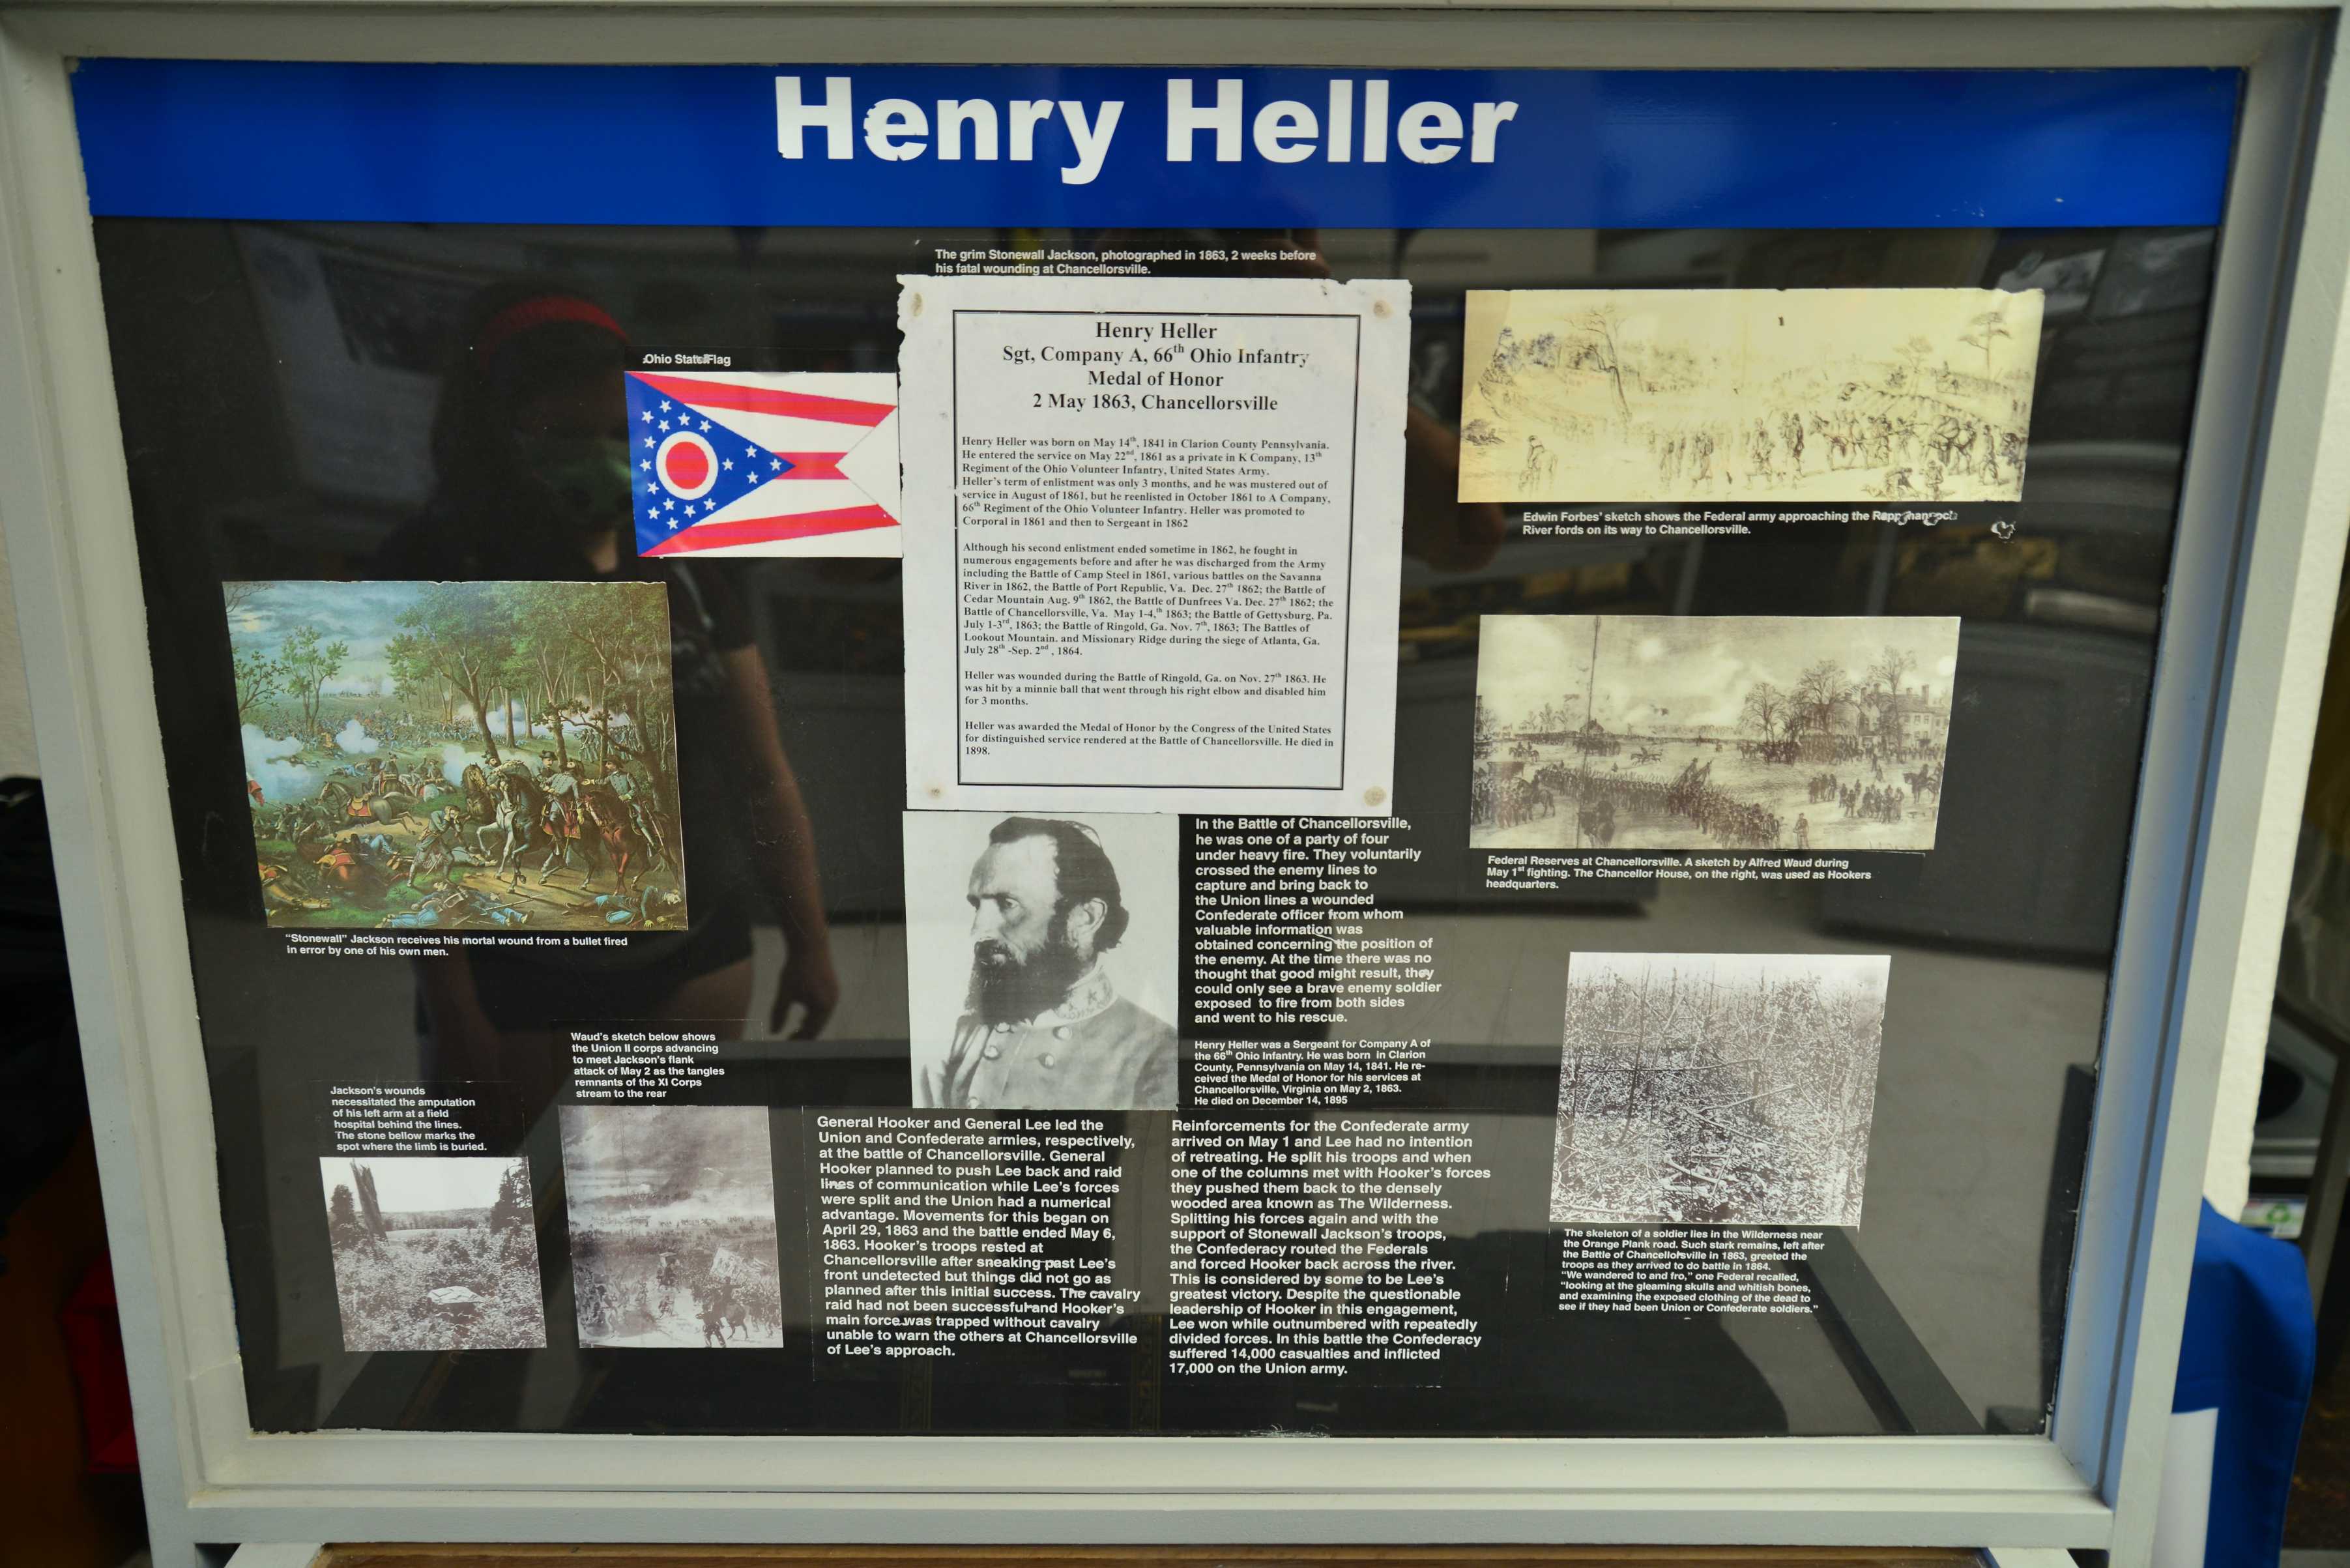 Henry Heller
The grim Stonewall Jackson, photographed in 1863, 2 weeks before
his fatal wounding at Chancellorsville.
Ohio State Flag
Henry Heller
Sgt, Company A, 66th Ohio Infantry
Medal of Honor
2 May 1863, Chancellorsville
Henry Heller was born on May 14th, 1841 in Clarion County Pennsylvania.
He entered the service on May 22nd, 1861 as a private in K Company, 13th
Regiment of the Ohio Volunteer Infantry, United States Army.
Heller's term of enlistment was only 3 months, and he was mustered out of
service in August of 1861, but he reenlisted in October 1861 to A Company,
66th Regiment of the Ohio Volunteer Infantry. Heller was promoted to
Corporal in 1861 and then to Sergeant in 1862
Although his second enlistment ended sometime in 1862, he fought in
numerous engagements before and after he was discharged from the Army
including the Battle of Camp Steel in 1861, various battles on the Savanna
River in 1862, the Battle of Port Republic, Va. Dec. 27th 1862; the Battle of
Cedar Mountain Aug. 9th 1862, the Battle of Dunfrees Va. Dec. 27th 1862; the
Battle of Chancellorsville, Va. May 1-4,th 1863; the Battle of Gettysburg, Pa.
July 1-3rd, 1863; the Battle of Ringold, Ga. Nov. 7th, 1863; The Battles of
Lookout Mountain. and Missionary Ridge during the siege of Atlanta, Ga.
July 28th -Sep. 2nd , 1864.
Heller was wounded during the Battle of Ringold, Ga. on Nov. 27th 1863. He
was hit by a minnie ball that went through his right elbow and disabled him
for 3 months.
Heller was awarded the Medal of Honor by the Congress of the United States
for distinguished service rendered at the Battle of Chancellorsville. He died in
1898.
Edwin Forbes' sketch shows the Federal army approaching the Rappahannock
River fords on its way to Chancellorsville.
Federal Reserves at Chancellorsville. A sketch by Alfred Waud during
May 1st fighting. The Chancellor House, on the right, was used as Hookers
headquarters.
"Stonewall" Jackson receives his mortal wound from a bullet fired
in error by one of his own men.
In the Battle of Chancellorsville,
he was one of a party of four
under heavy fire. They voluntarily
crossed the enemy lines to
capture and bring back to
the Union lines a wounded
Confederate officer from whom
valuable information was
obtained concerning the position of
the enemy. At the time there was no
thought that good might result, they
could only see a brave enemy soldier
exposed to fire from both sides
and went to his rescue.
Henry Heller was a Sergeant for Company A of
the 66th Ohio Infantry. He was born in Clarion
County, Pennsylvania on May 14, 1841. He re-
ceived the Medal of Honor for his services at
Chancellorsville, Virginia on May 2, 1863.
He died on December 14, 1895
Waud's sketch below shows
the Union II corps advancing
to meet Jackson's flank
attack of May 2 as the tangles
remnants of the XI Corps
stream to the rear
Jackson's wounds
necessitated the amputation
of his left arm at a field
hospital behind the lines.
The stone bellow marks the
spot where the limb is buried.
General Hooker and General Lee led the
Union and Confederate armies, respectively,
at the battle of Chancellorsville. General
Hooker planned to push Lee back and raid
lines of communication while Lee's forces
were split and the Union had a numerical
advantage. Movements for this began on
April 29, 1863 and the battle ended May 6,
1863. Hooker's troops rested at
Chancellorsville after sneaking past Lee's
front undetected but things did not go as
planned after this initial success. The cavalry
raid had not been successful and Hooker's
main force was trapped without cavalry
unable to warn the others at Chancellorsville
of Lee's approach.
Reinforcements for the Confederate army
arrived on May 1 and Lee had no intention
of retreating. He split his troops and when
one of the columns met with Hooker's forces
they pushed them back to the densely
wooded area known as The Wilderness.
Splitting his forces again and with the
support of Stonewall Jackson's troops,
the Confederacy routed the Federals
and forced Hooker back across the river.
This is considered by some to be Lee's
greatest victory. Despite the questionable
leadership of Hooker in this engagement,
Lee won while outnumbered with repeatedly
divided forces. In this battle the Confederacy
suffered 14,000 casualties and inflicted
17,000 on the Union army.
The skeleton of a soldier lies in the Wilderness near
the Orange Plank road. Such stark remains, left after
the Battle of Chancellorsville in 1863, greeted the
troops as they arrived to do battle in 1864.
"We wandered to and fro," one Federal recalled,
"looking at the gleaming skulls and whitish bones,
and examining the exposed clothing of the dead to
see if they had been Union or Confederate soldiers."